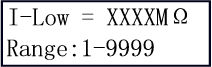 I-Low = XXXXMΩ
Range:1-9999